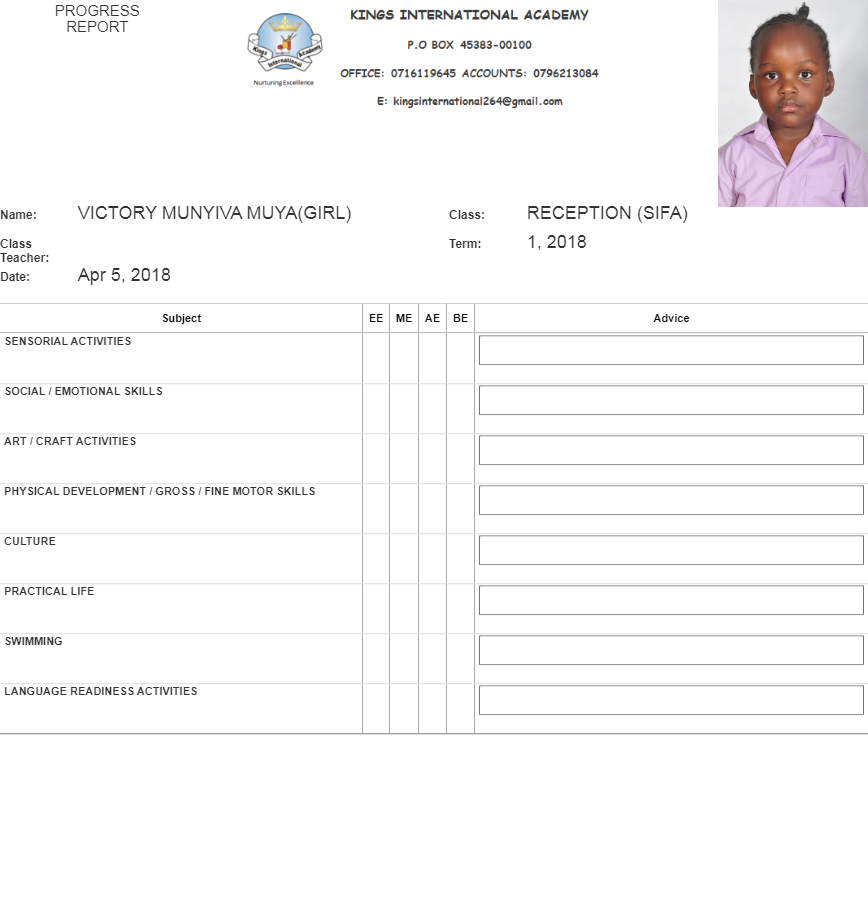 PROGRESS
REPORT
KINGS INTERNATIONAL ACADEMY
P.O BOX 45383-00100
OFFICE: 0716119645 ACCOUNTS: 0796213084
E: kingsinternational264@gmail.com
Kings Academy
International
Nurturing Excellence
Name: VICTORY MUNYIVA MUYA(GIRL) Class: RECEPTION (SIFA)
Class
Teacher:
Term: 1, 2018
Date: Apr 5, 2018
Subject EE ME AE BE Advice
SENSORIAL ACTIVITIES
SOCIAL / EMOTIONAL SKILLS
ART / CRAFT ACTIVITIES
PHYSICAL DEVELOPMENT / GROSS / FINE MOTOR SKILLS
CULTURE
PRACTICAL LIFE
SWIMMING
LANGUAGE READINESS ACTIVITIES